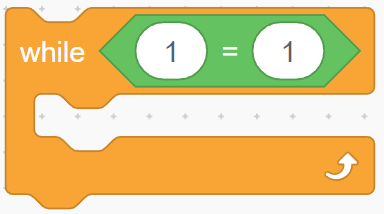 while 1 = 1